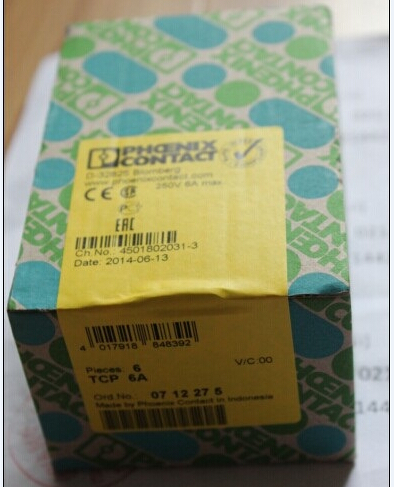 PHŒNIX
CONTACT
D-32825 Blomberg
www.phoenixcontact.com
250V 6A max
CE
EAC
Ch.No.: 4501802031-3
Date: 2014-06-13
4 017918 848392
Pieces: 6
V/C:00
TCP 6A
Ord.No.: 07 12 27 5
Made by Phoenix Contact in Indonesia